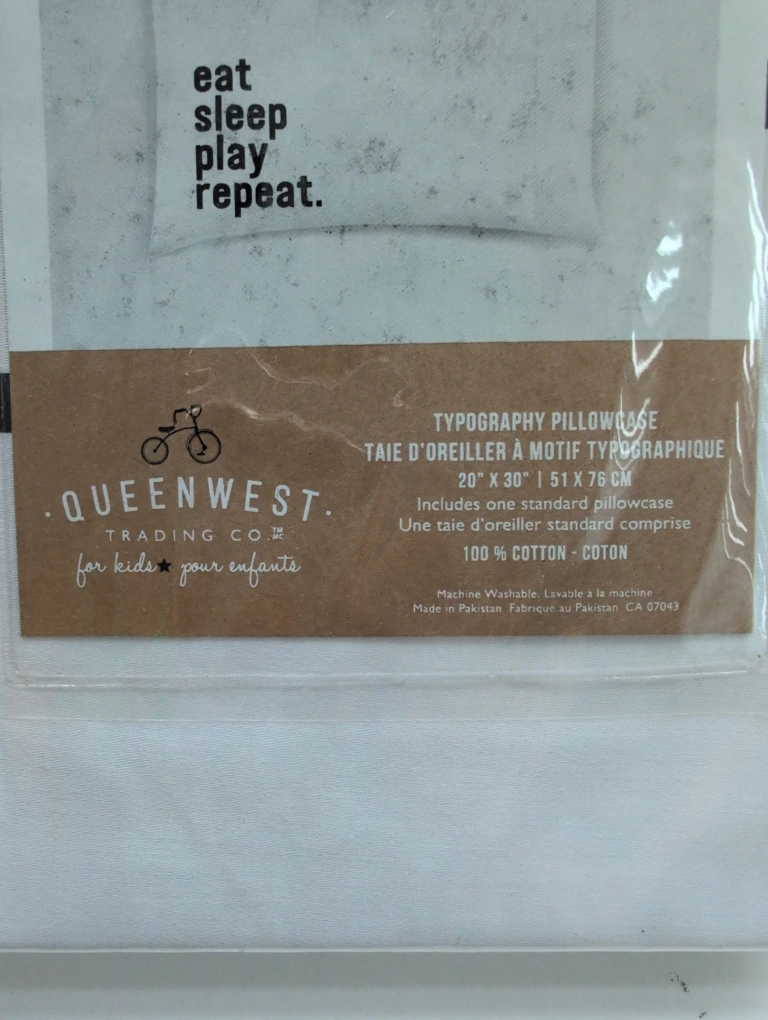 eat
sleep
play
repeat.
·QUEENWEST·
TRADING CO.™ MC
for kids★ pour enfants
TYPOGRAPHY PILLOWCASE
TAIE D'OREILLER À MOTIF TYPOGRAPHIQUE
20" X 30" | 51 X 76 CM
Includes one standard pillowcase
Une taie d'oreiller standard comprise
100 % COTTON - COTON
Machine Washable. Lavable à la machine
Made in Pakistan. Fabriqué au Pakistan. CA 07043